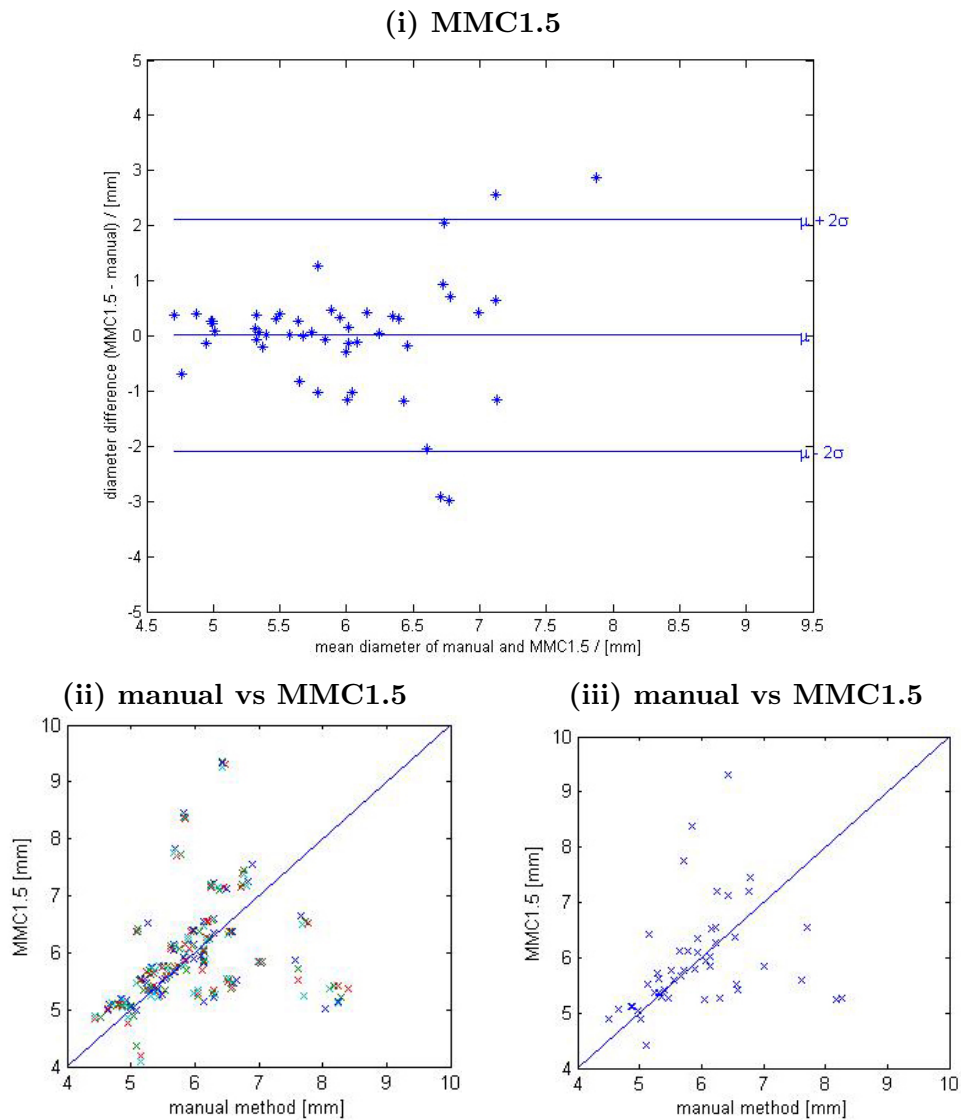 (i) MMC1.5
5
4
3
2
1
0
-1
-2
-3
-4
-5
diameter difference (MMC1.5 - manual) / [mm]
μ + 2σ
μ
μ - 2σ
4.5 5 5.5 6 6.5 7 7.5 8 8.5 9 9.5
mean diameter of manual and MMC1.5 / [mm]
(ii) manual vs MMC1.5
10
9
8
7
6
5
4
MMC1.5 [mm]
4 5 6 7 8 9 10
manual method [mm]
(iii) manual vs MMC1.5
10
9
8
7
6
5
4
MMC1.5 [mm]
4 5 6 7 8 9 10
manual method [mm]